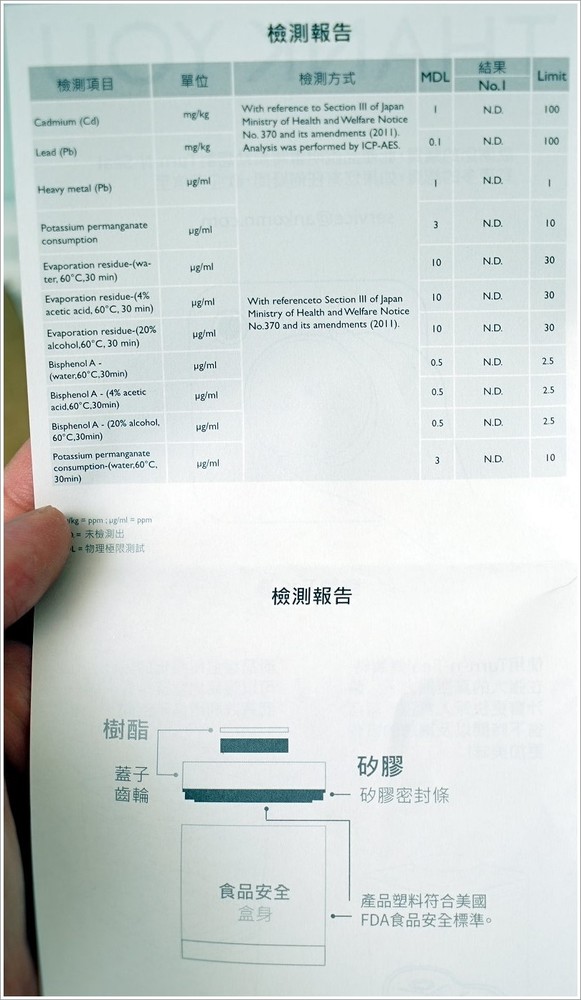 檢測報告
檢測項目 單位 檢測方式 MDL 結果 Limit
No.1
Cadmium (Cd) mg/kg 1 N.D. 100
With reference to Section III of Japan
Ministry of Health and Welfare Notice
No. 370 and its amendments (2011).
Analysis was performed by ICP-AES.
Lead (Pb) mg/kg 0.1 N.D. 100
Heavy metal (Pb) µg/ml 1 N.D. 1
Potassium permanganate
consumption µg/ml 3 N.D. 10
Evaporation residue-(wa-
ter, 60°C,30 min) µg/ml 10 N.D. 30
Evaporation residue-(4%
acetic acid, 60°C, 30 min) µg/ml 10 N.D. 30
With referenceto Section III of Japan
Ministry of Health and Welfare Notice
No.370 and its amendments (2011).
Evaporation residue-(20%
alcohol,60°C, 30 min) µg/ml 10 N.D. 30
Bisphenol A -
(water,60°C,30min) µg/ml 0.5 N.D. 2.5
Bisphenol A - (4% acetic
acid,60°C,30min) µg/ml 0.5 N.D. 2.5
Bisphenol A - (20% alcohol,
60°C,30min) µg/ml 0.5 N.D. 2.5
Potassium permanganate
consumption-(water,60°C,
30min) µg/ml 3 N.D. 10
/kg = ppm ; µg/ml = ppm
= 未檢測出
L = 物理極限測試
檢測報告
樹酯
蓋子
齒輪
矽膠
矽膠密封條
食品安全
盒身
產品塑料符合美國
FDA食品安全標準。